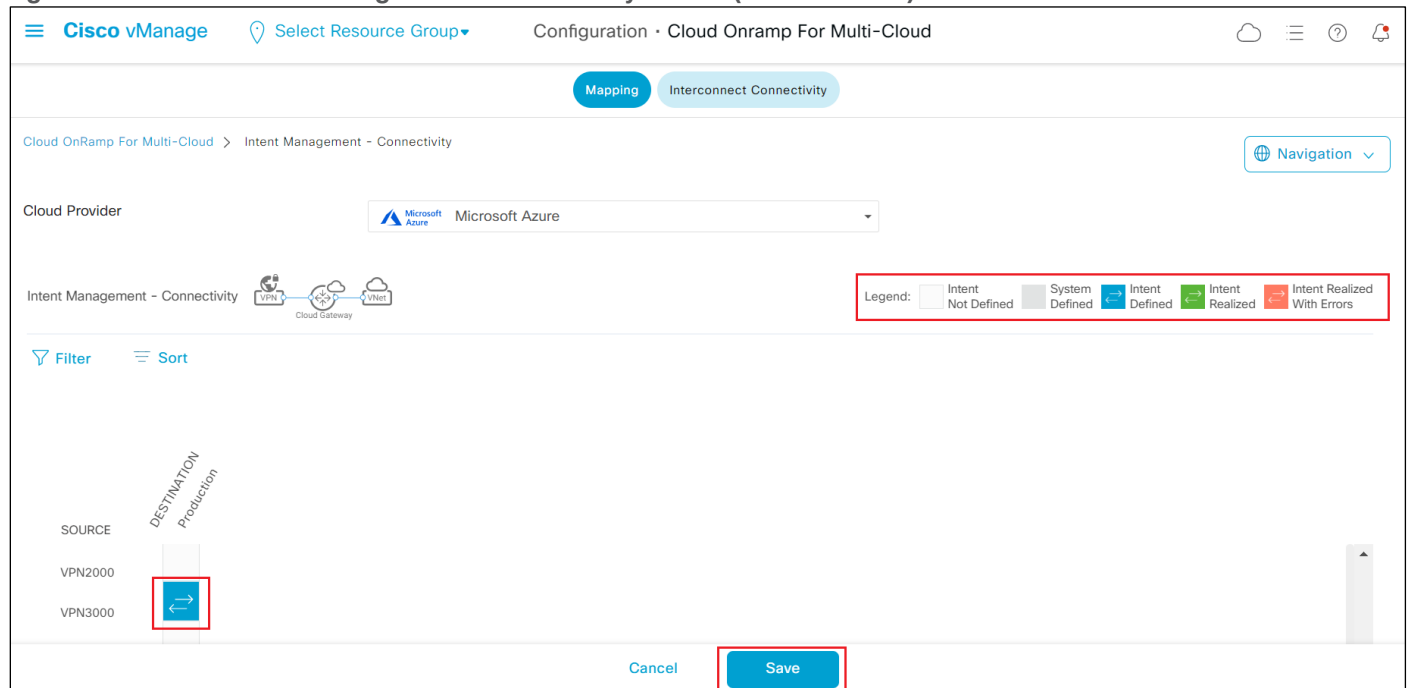 Cisco vManage
Select Resource Group
Configuration · Cloud Onramp For Multi-Cloud
Mapping
Interconnect Connectivity
Cloud OnRamp For Multi-Cloud > Intent Management - Connectivity
Navigation
Cloud Provider
Microsoft
Azure
Microsoft Azure
Intent Management - Connectivity
VPN
Cloud Gateway
VNet
Legend:
Intent
Not Defined
System
Defined
Intent
Defined
Intent
Realized
Intent Realized
With Errors
Filter
Sort
DESTINATION
Production
SOURCE
VPN2000
VPN3000
Cancel
Save